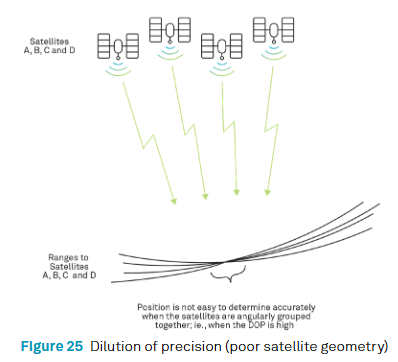 Satellites
A, B, C and D
Ranges to
Satellites
A, B, C and D
Position is not easy to determine accurately
when the satellites are angularly grouped
together; ie., when the DOP is high
Figure 25 Dilution of precision (poor satellite geometry)